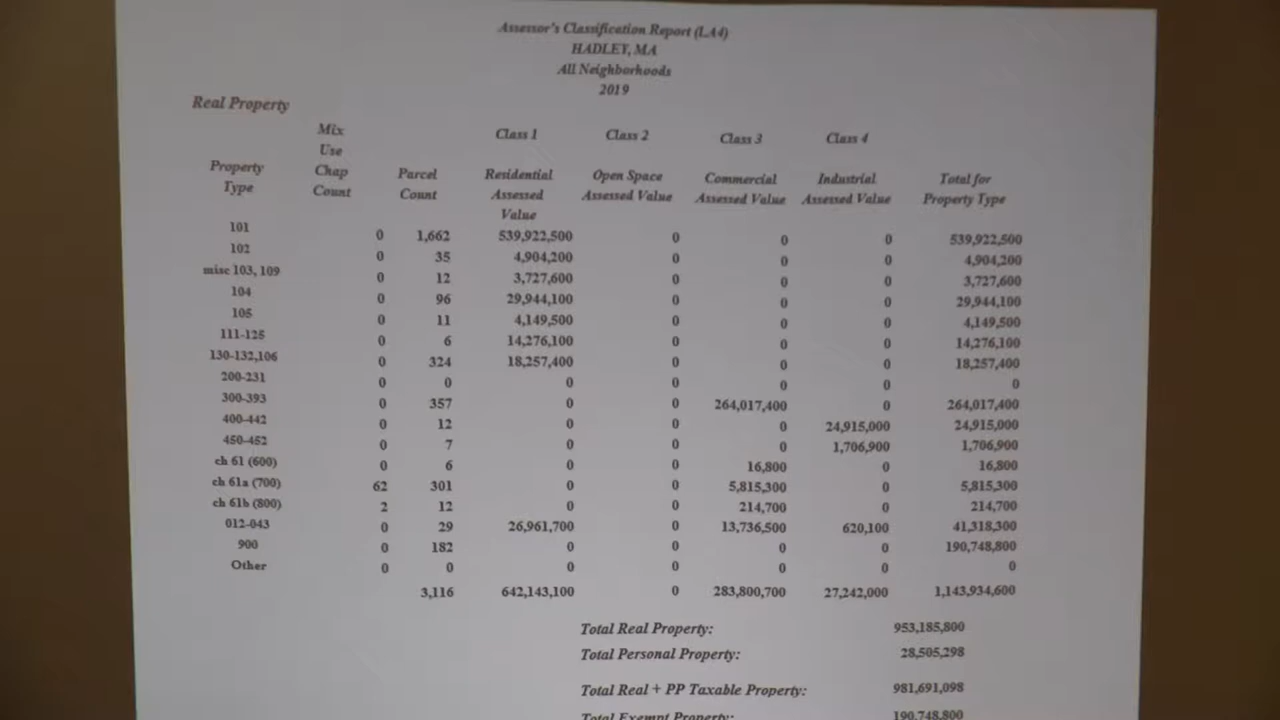 Assessor's Classification Report (LA4)
HADLEY, MA
All Neighborhoods
2019
Real Property
Property Type Mix Use Chap Count Parcel Count Class 1 Residential Assessed Value Class 2 Open Space Assessed Value Class 3 Commercial Assessed Value Class 4 Industrial Assessed Value Total for Property Type
101 0 1,662 539,922,500 0 0 0 539,922,500
102 0 35 4,904,200 0 0 0 4,904,200
misc 103, 109 0 12 3,727,600 0 0 0 3,727,600
104 0 96 29,944,100 0 0 0 29,944,100
105 0 11 4,149,500 0 0 0 4,149,500
111-125 0 6 14,276,100 0 0 0 14,276,100
130-132,106 0 324 18,257,400 0 0 0 18,257,400
200-231 0 0 0 0 0 0 0
300-393 0 357 0 0 264,017,400 0 264,017,400
400-442 0 12 0 0 0 24,915,000 24,915,000
450-452 0 7 0 0 0 1,706,900 1,706,900
ch 61 (600) 0 6 0 0 16,800 0 16,800
ch 61a (700) 62 301 0 0 5,815,300 0 5,815,300
ch 61b (800) 2 12 0 0 214,700 0 214,700
012-043 0 29 26,961,700 0 13,736,500 620,100 41,318,300
900 0 182 0 0 0 0 190,748,800
Other 0 0 0 0 0 0 0
3,116 642,143,100 0 283,800,700 27,242,000 1,143,934,600
Total Real Property: 953,185,800
Total Personal Property: 28,505,298
Total Real + PP Taxable Property: 981,691,098
Total Exempt Property: 190,748,800